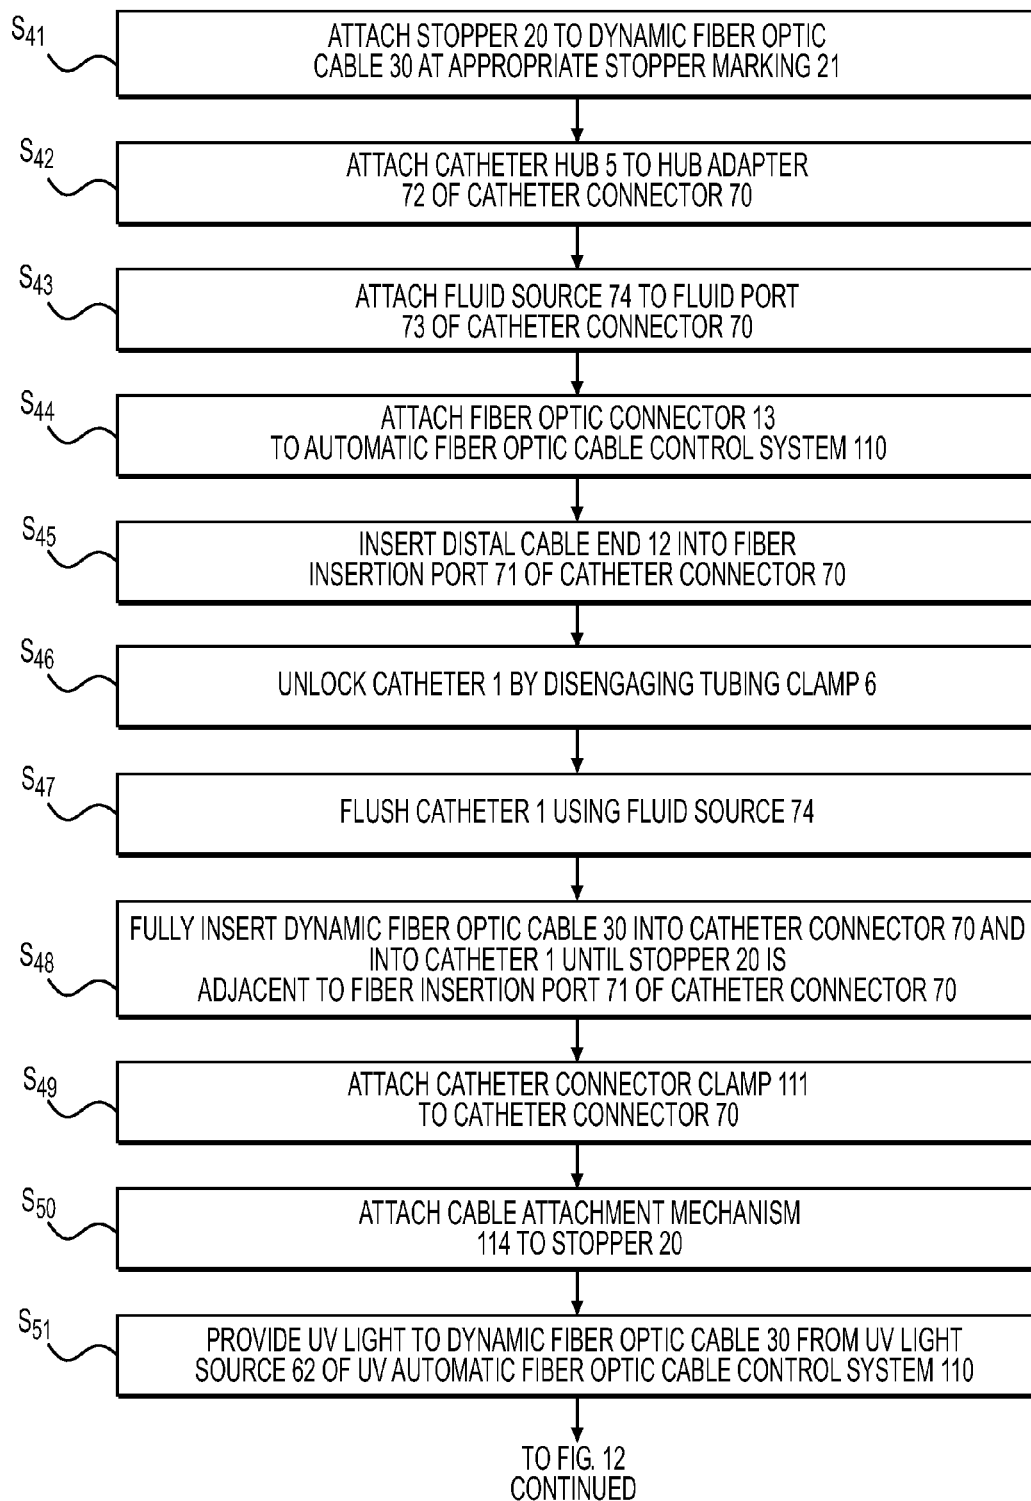 S41
ATTACH STOPPER 20 TO DYNAMIC FIBER OPTIC
CABLE 30 AT APPROPRIATE STOPPER MARKING 21
S42
ATTACH CATHETER HUB 5 TO HUB ADAPTER
72 OF CATHETER CONNECTOR 70
S43
ATTACH FLUID SOURCE 74 TO FLUID PORT
73 OF CATHETER CONNECTOR 70
S44
ATTACH FIBER OPTIC CONNECTOR 13
TO AUTOMATIC FIBER OPTIC CABLE CONTROL SYSTEM 110
S45
INSERT DISTAL CABLE END 12 INTO FIBER
INSERTION PORT 71 OF CATHETER CONNECTOR 70
S46
UNLOCK CATHETER 1 BY DISENGAGING TUBING CLAMP 6
S47
FLUSH CATHETER 1 USING FLUID SOURCE 74
S48
FULLY INSERT DYNAMIC FIBER OPTIC CABLE 30 INTO CATHETER CONNECTOR 70 AND
INTO CATHETER 1 UNTIL STOPPER 20 IS
ADJACENT TO FIBER INSERTION PORT 71 OF CATHETER CONNECTOR 70
S49
ATTACH CATHETER CONNECTOR CLAMP 111
TO CATHETER CONNECTOR 70
S50
ATTACH CABLE ATTACHMENT MECHANISM
114 TO STOPPER 20
S51
PROVIDE UV LIGHT TO DYNAMIC FIBER OPTIC CABLE 30 FROM UV LIGHT
SOURCE 62 OF UV AUTOMATIC FIBER OPTIC CABLE CONTROL SYSTEM 110
TO FIG. 12
CONTINUED